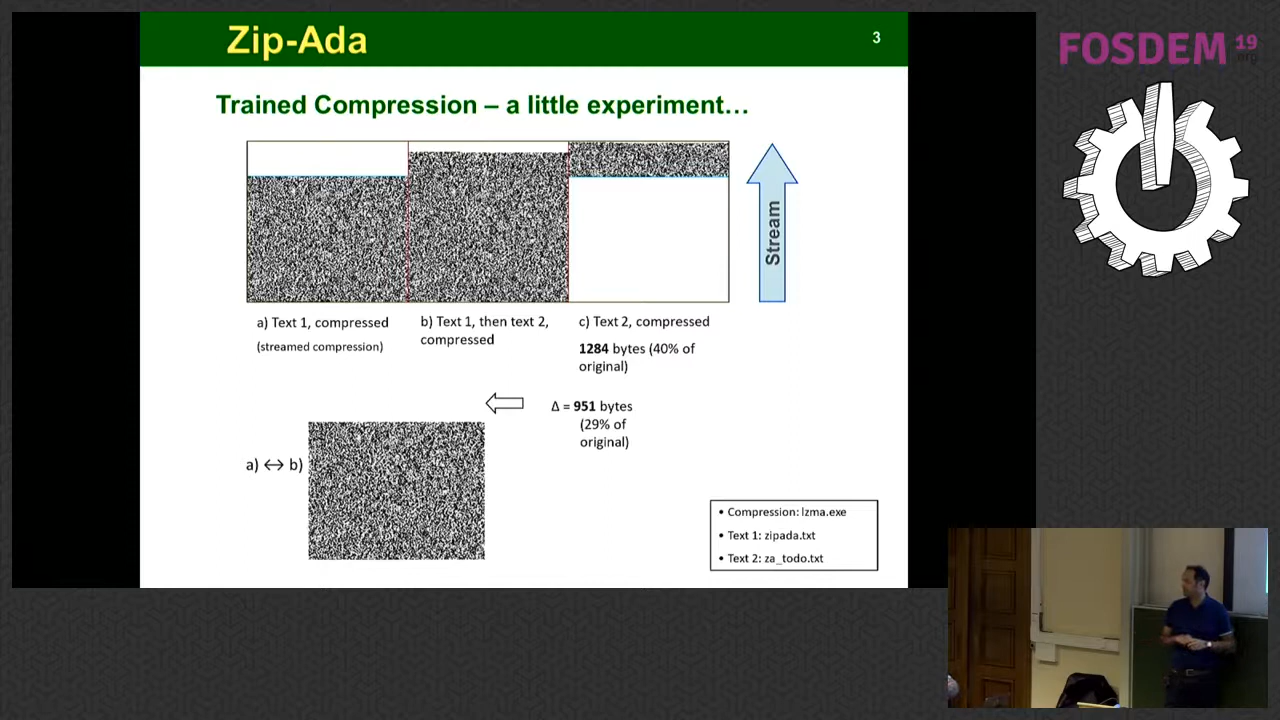 Zip-Ada
3
FOSDEM 19
.org
Trained Compression – a little experiment…
Stream
a) Text 1, compressed
(streamed compression)
b) Text 1, then text 2,
compressed
c) Text 2, compressed
1284 bytes (40% of
original)
Δ = 951 bytes
(29% of
original)
a) ↔ b)
• Compression: lzma.exe
• Text 1: zipada.txt
• Text 2: za_todo.txt